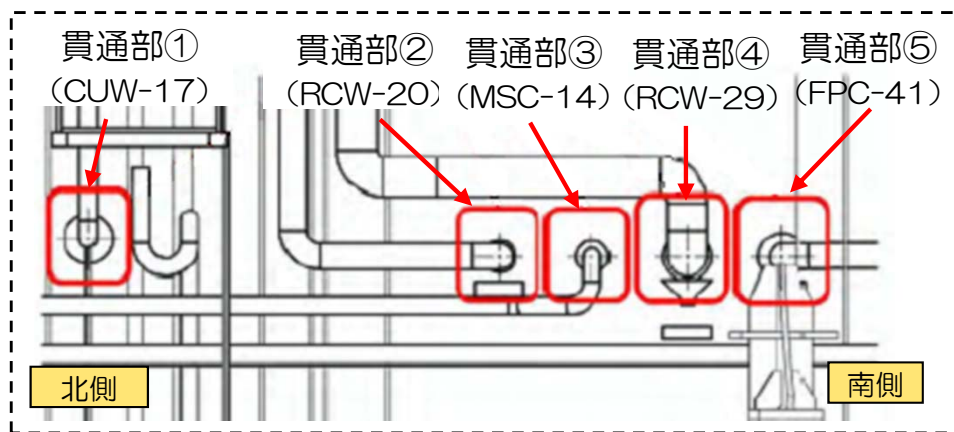 貫通部① 貫通部② 貫通部③ 貫通部④ 貫通部⑤
(CUW-17) (RCW-20) (MSC-14) (RCW-29) (FPC-41)
北側 南側